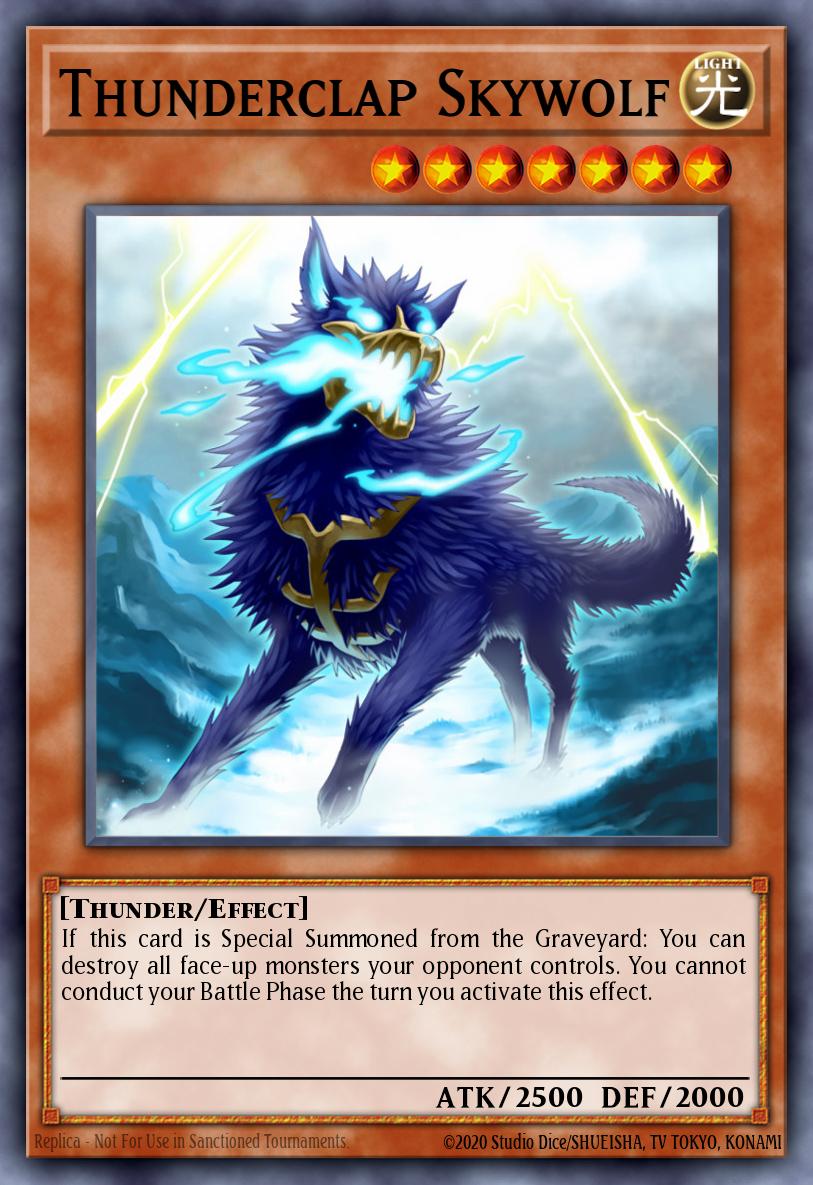 Thunderclap Skywolf
LIGHT
光
[Thunder/Effect]
If this card is Special Summoned from the Graveyard: You can
destroy all face-up monsters your opponent controls. You cannot
conduct your Battle Phase the turn you activate this effect.
ATK/2500 DEF/2000
Replica - Not For Use in Sanctioned Tournaments.
©2020 Studio Dice/SHUEISHA, TV TOKYO, KONAMI